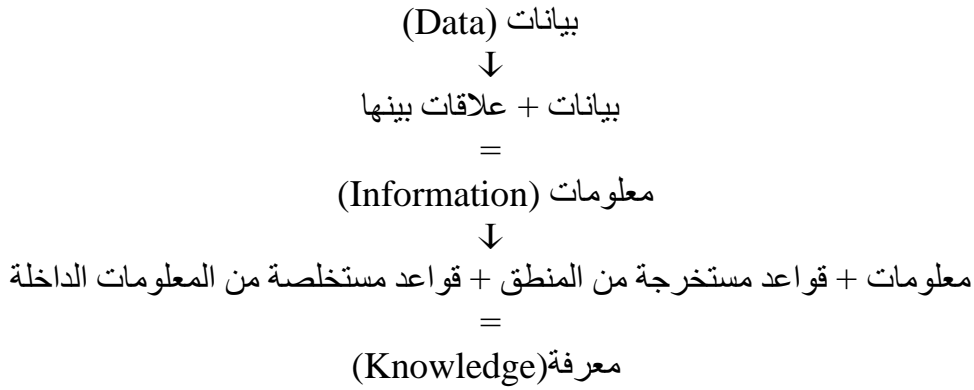 بيانات (Data)
↓
بيانات + علاقات بينها
=
معلومات (Information)
↓
معلومات + قواعد مستخرجة من المنطق + قواعد مستخلصة من المعلومات الداخلة
=
معرفة(Knowledge)